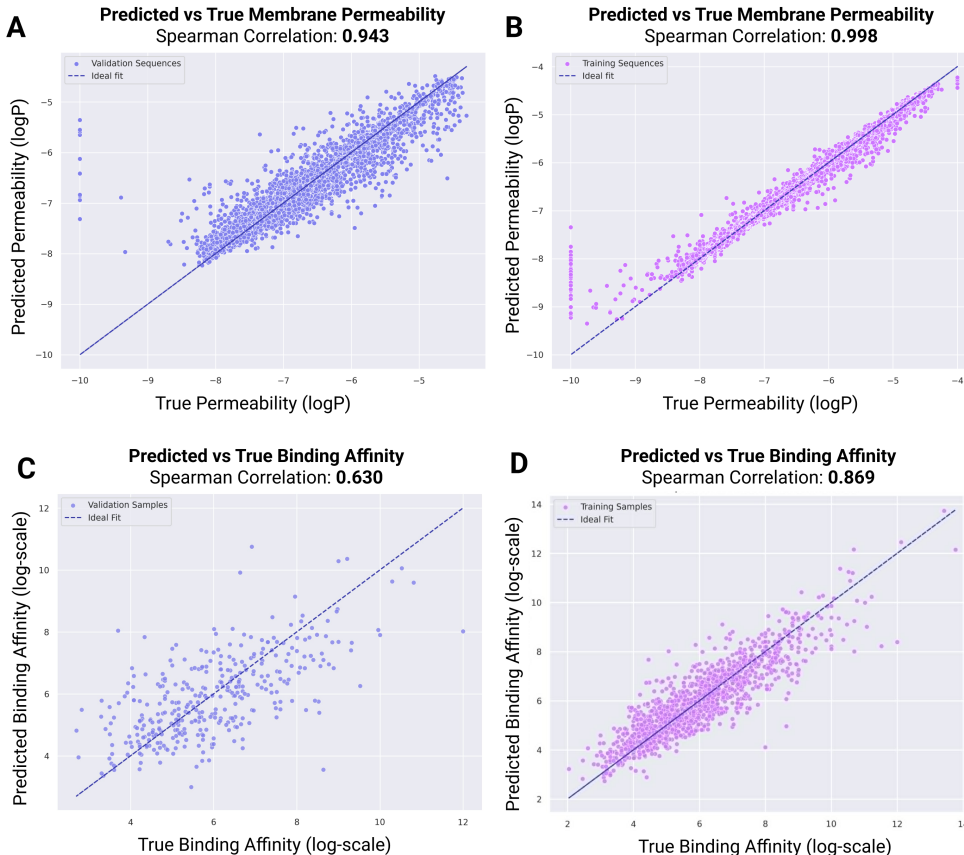 A
Predicted vs True Membrane Permeability
Spearman Correlation: 0.943
Validation Sequences
Ideal fit
Predicted Permeability (logP)
−5
−6
−7
−8
−9
−10
−10 −9 −8 −7 −6 −5
True Permeability (logP)
B
Predicted vs True Membrane Permeability
Spearman Correlation: 0.998
Training Sequences
Ideal fit
Predicted Permeability (logP)
−4
−5
−6
−7
−8
−9
−10
−10 −9 −8 −7 −6 −5 −4
True Permeability (logP)
C
Predicted vs True Binding Affinity
Spearman Correlation: 0.630
Validation Samples
Ideal Fit
Predicted Binding Affinity (log-scale)
12
10
8
6
4
4 6 8 10 12
True Binding Affinity (log-scale)
D
Predicted vs True Binding Affinity
Spearman Correlation: 0.869
Training Samples
Ideal Fit
Predicted Binding Affinity (log-scale)
14
12
10
8
6
4
2
2 4 6 8 10 12
True Binding Affinity (log-scale)